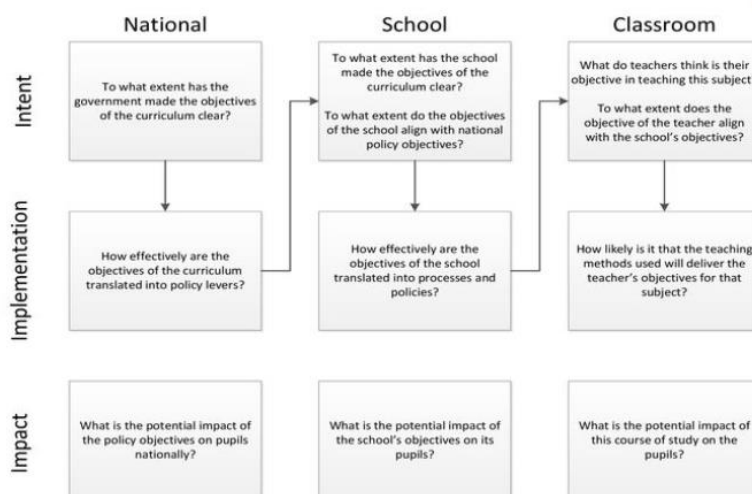 National
School
Classroom
Intent
To what extent has the
government made the objectives
of the curriculum clear?
To what extent has the school
made the objectives of the
curriculum clear?
To what extent do the objectives
of the school align with national
policy objectives?
What do teachers think is their
objective in teaching this subject
To what extent does the
objective of the teacher align
with the school's objectives?
Implementation
How effectively are the
objectives of the curriculum
translated into policy levers?
How effectively are the
objectives of the school
translated into processes and
policies?
How likely is it that the teaching
methods used will deliver the
teacher's objectives for that
subject?
Impact
What is the potential impact of
the policy objectives on pupils
nationally?
What is the potential impact of
the school's objectives on its
pupils?
What is the potential impact of
this course of study on the
pupils?